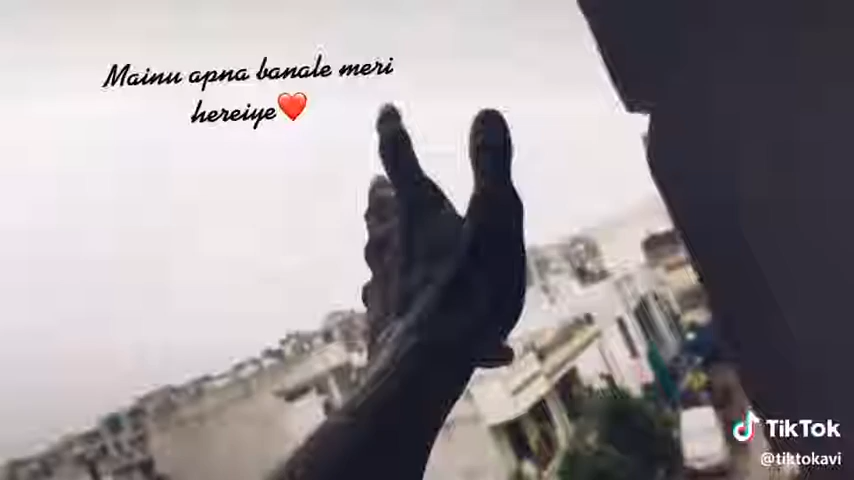 Mainu apna banale meri
hereiye❤️
TikTok
@tiktokavi